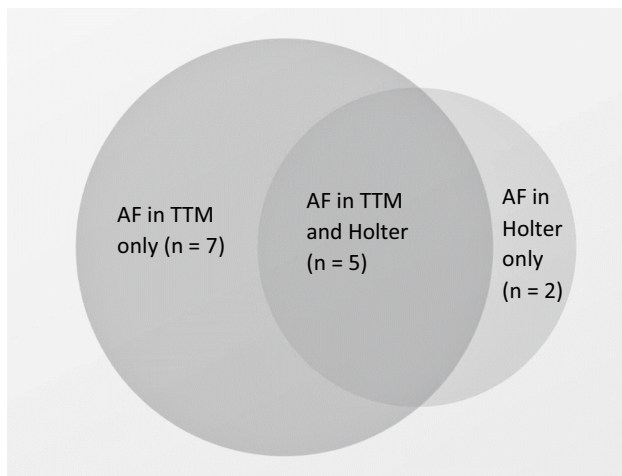 AF in TTM
only (n = 7)
AF in TTM
and Holter
(n = 5)
AF in
Holter
only
(n = 2)